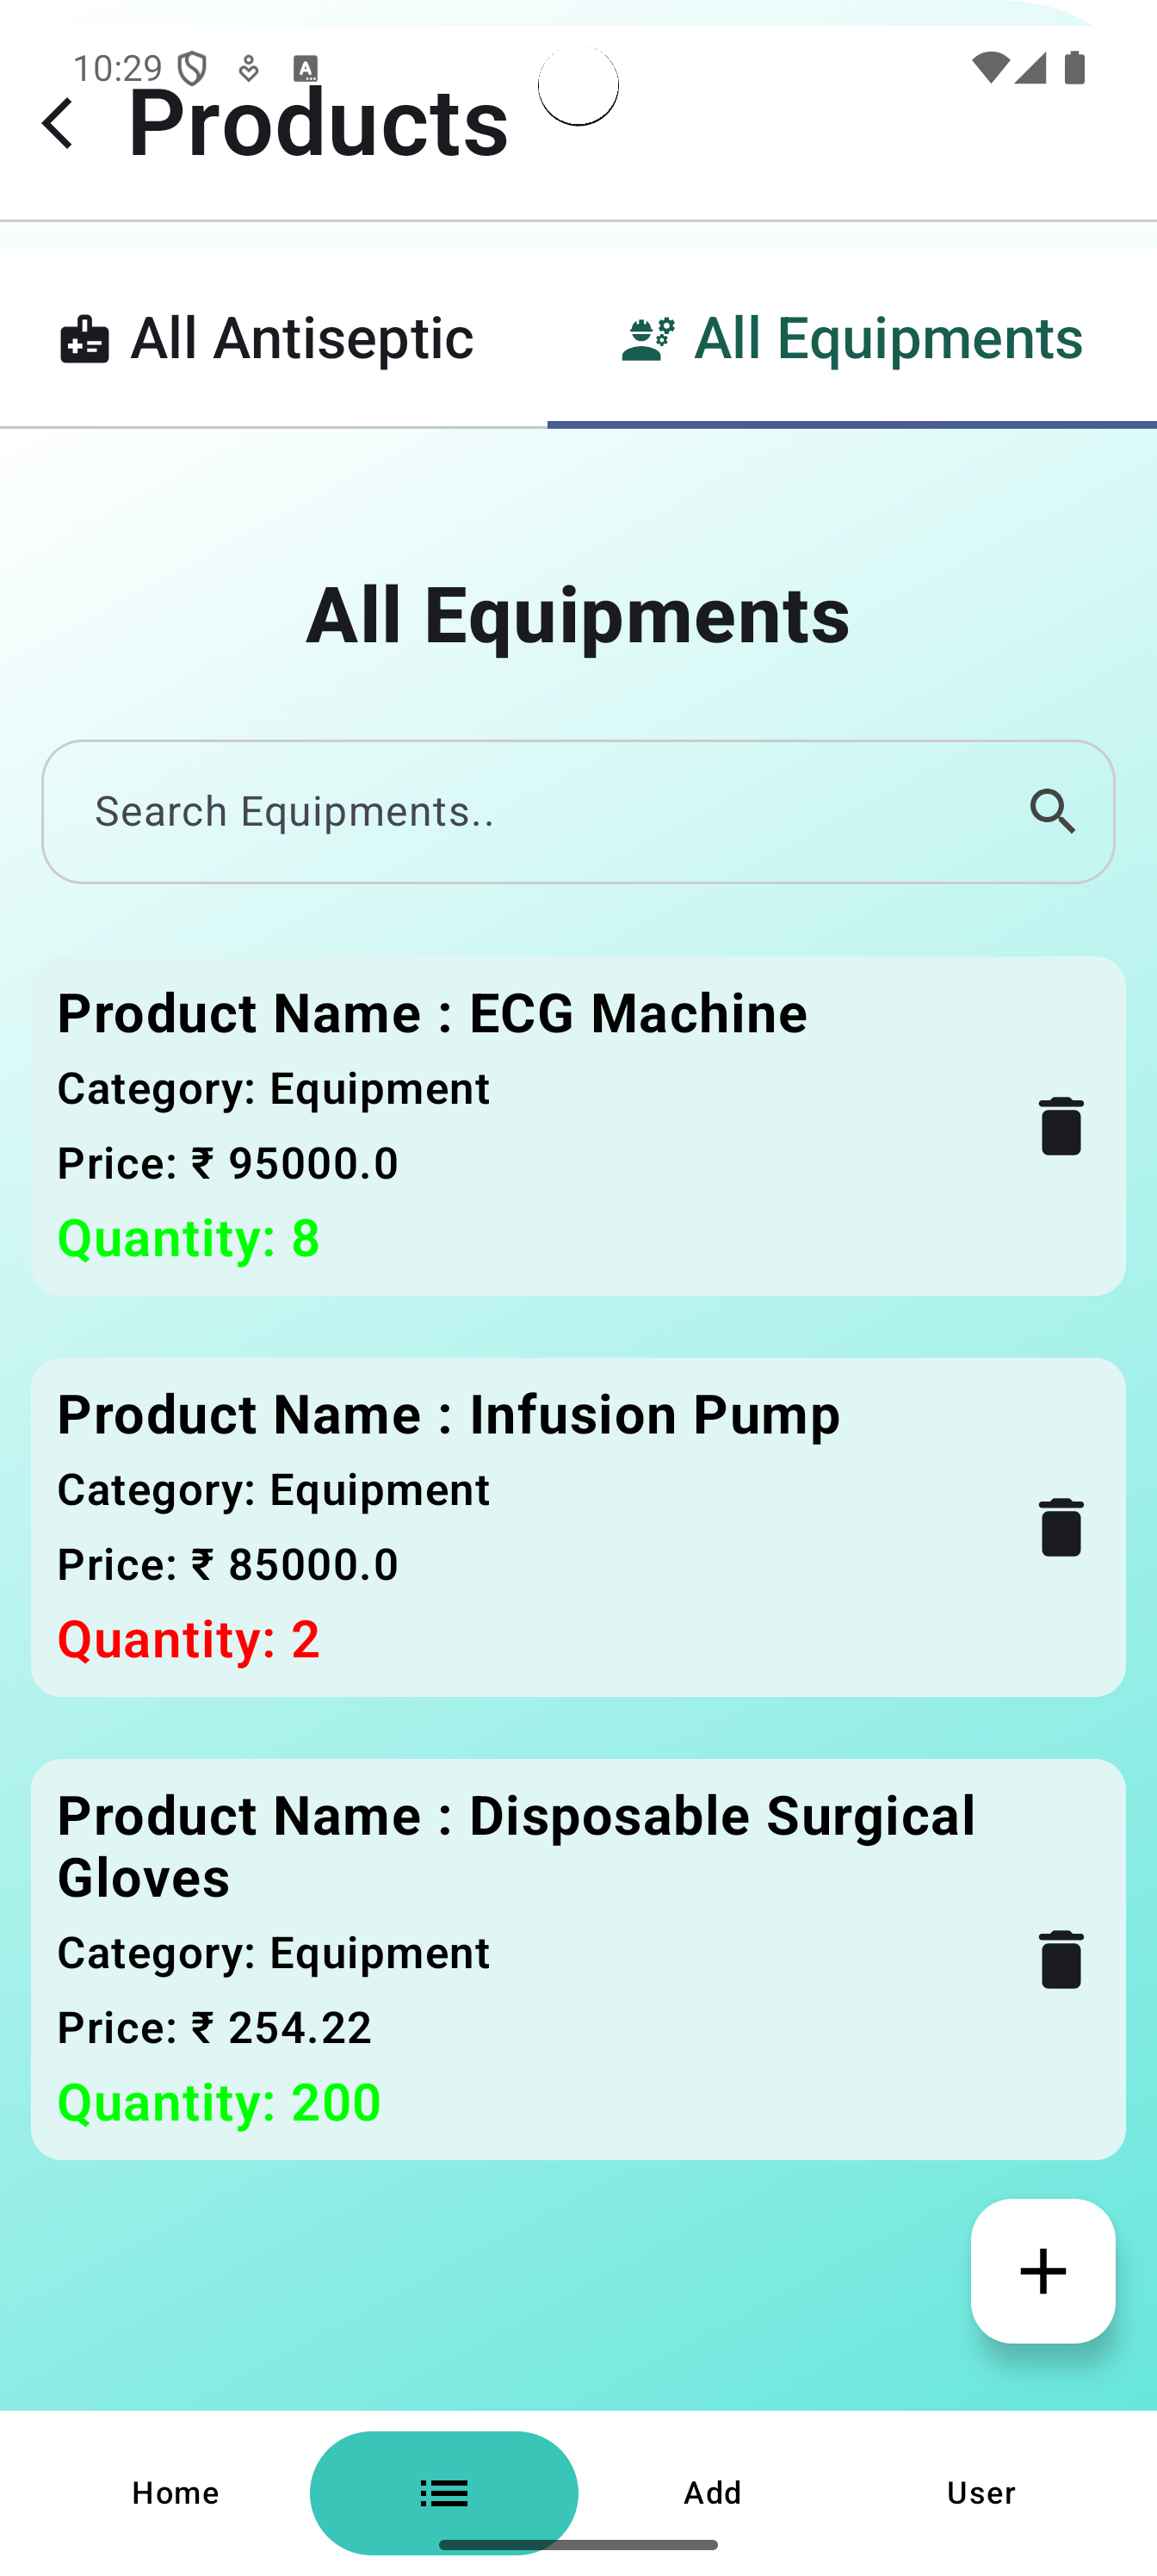 10:29
Products
All Antiseptic
All Equipments
All Equipments
Search Equipments..
Product Name : ECG Machine
Category: Equipment
Price: ₹ 95000.0
Quantity: 8
Product Name : Infusion Pump
Category: Equipment
Price: ₹ 85000.0
Quantity: 2
Product Name : Disposable Surgical
Gloves
Category: Equipment
Price: ₹ 254.22
Quantity: 200
Home
Add
User